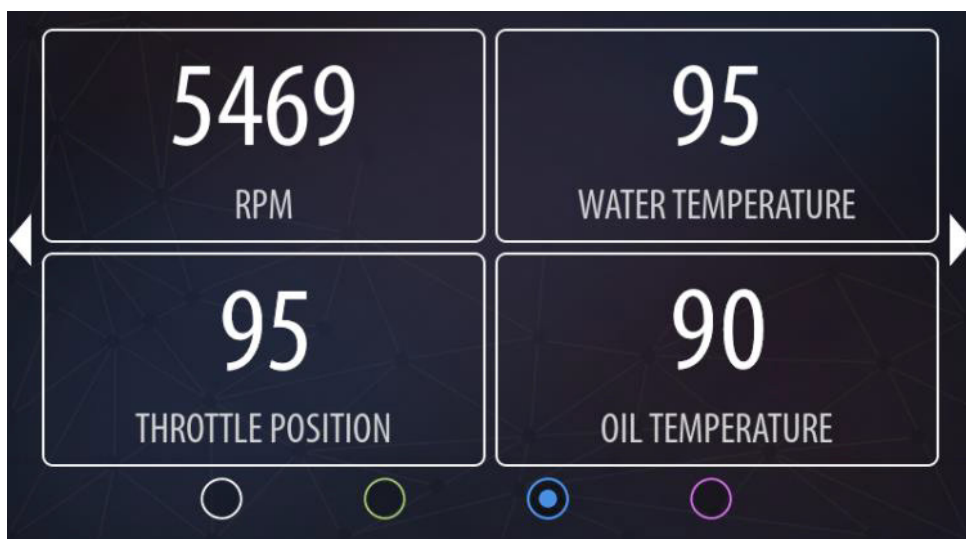 5469
RPM
95
WATER TEMPERATURE
95
THROTTLE POSITION
90
OIL TEMPERATURE